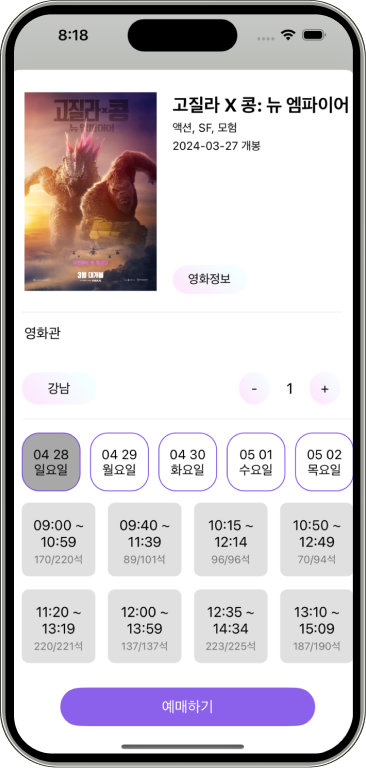 8:18
고질라 x 콩
뉴 엠파이어
3월 대개봉
고질라 X 콩: 뉴 엠파이어
액션, SF, 모험
2024-03-27 개봉
영화정보
영화관
강남
- 1 +
04 28 04 29 04 30 05 01 05 02
일요일 월요일 화요일 수요일 목요일
09:00 ~ 09:40 ~ 10:15 ~ 10:50 ~
10:59 11:39 12:14 12:49
170/220석 89/101석 96/96석 70/94석
11:20 ~ 12:00 ~ 12:35 ~ 13:10 ~
13:19 13:59 14:34 15:09
220/221석 137/137석 223/225석 187/190석
예매하기